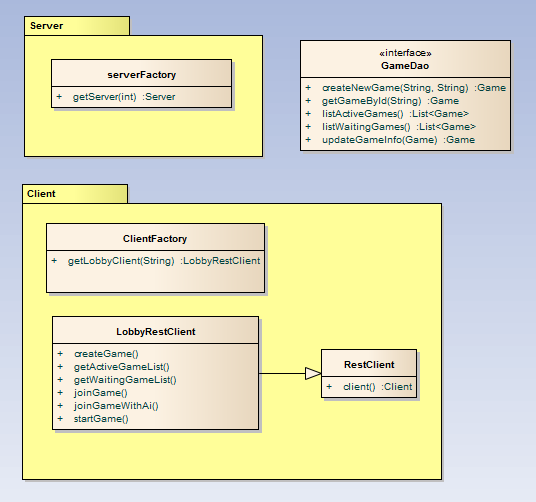 Server
serverFactory
+ getServer(int) :Server
«interface»
GameDao
+ createNewGame(String, String) :Game
+ getGameById(String) :Game
+ listActiveGames() :List<Game>
+ listWaitingGames() :List<Game>
+ updateGameInfo(Game) :Game
Client
ClientFactory
+ getLobbyClient(String) :LobbyRestClient
LobbyRestClient
+ createGame()
+ getActiveGameList()
+ getWaitingGameList()
+ joinGame()
+ joinGameWithAi()
+ startGame()
RestClient
+ client() :Client